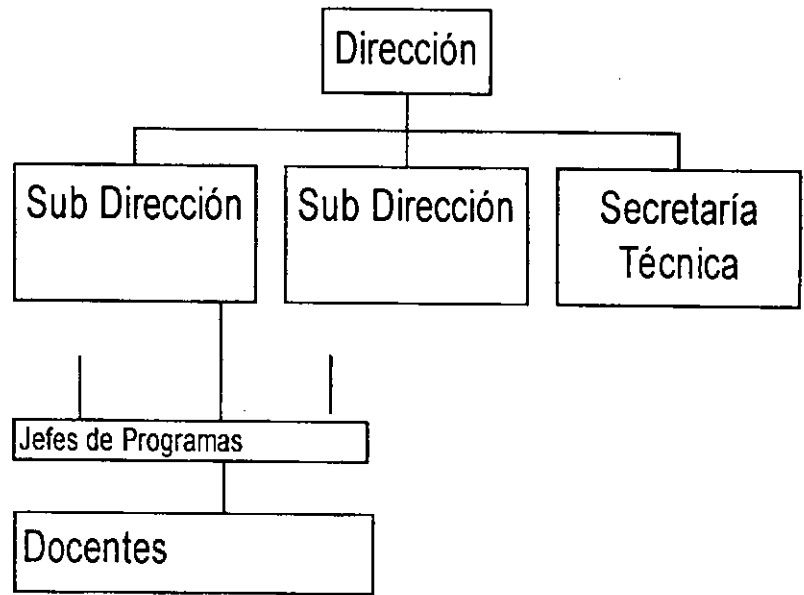 Dirección
Sub Dirección
Sub Dirección
Secretaría
Técnica
Jefes de Programas
Docentes